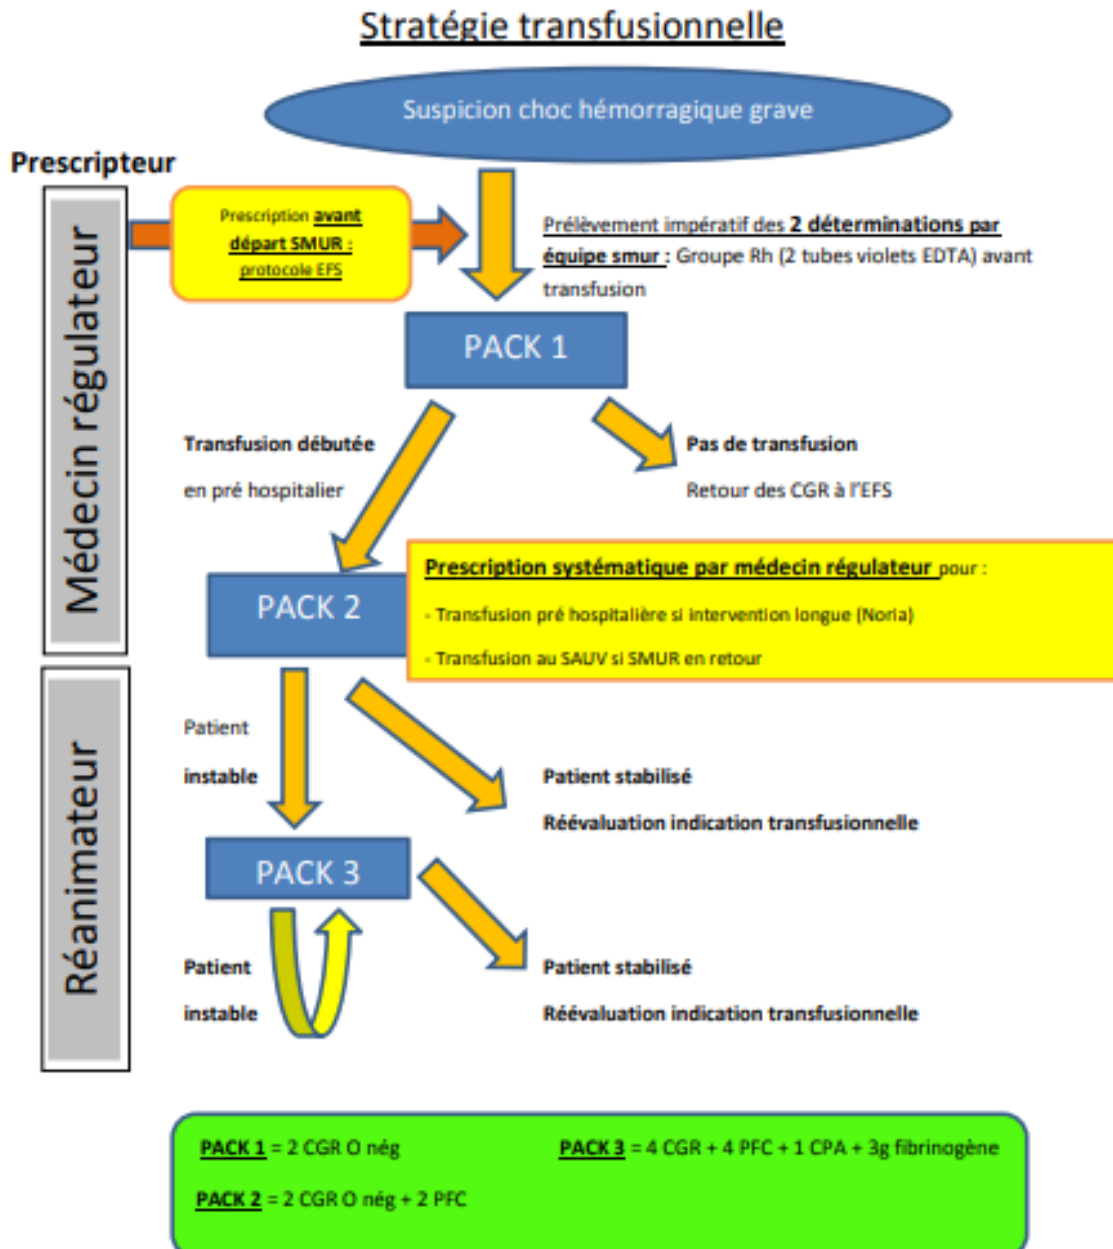 Stratégie transfusionnelle
Suspicion choc hémorragique grave
Prescripteur
Médecin régulateur
Prescription avant
départ SMUR :
protocole EFS
Prélèvement impératif des 2 déterminations par
équipe smur : Groupe Rh (2 tubes violets EDTA) avant
transfusion
PACK 1
Transfusion débutée
en pré hospitalier
Pas de transfusion
Retour des CGR à l'EFS
PACK 2
Prescription systématique par médecin régulateur pour :
- Transfusion pré hospitalière si intervention longue (Noria)
- Transfusion au SAUV si SMUR en retour
Réanimateur
Patient
instable
Patient stabilisé
Réévaluation indication transfusionnelle
PACK 3
Patient
instable
Patient stabilisé
Réévaluation indication transfusionnelle
PACK 1 = 2 CGR O nég
PACK 3 = 4 CGR + 4 PFC + 1 CPA + 3g fibrinogène
PACK 2 = 2 CGR O nég + 2 PFC